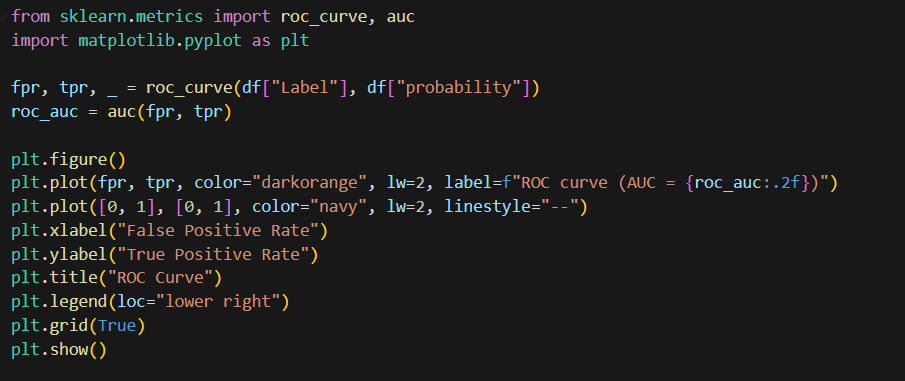 from sklearn.metrics import roc_curve, auc
import matplotlib.pyplot as plt
fpr, tpr, _ = roc_curve(df["Label"], df["probability"])
roc_auc = auc(fpr, tpr)
plt.figure()
plt.plot(fpr, tpr, color="darkorange", lw=2, label=f"ROC curve (AUC = {roc_auc:.2f})")
plt.plot([0, 1], [0, 1], color="navy", lw=2, linestyle="--")
plt.xlabel("False Positive Rate")
plt.ylabel("True Positive Rate")
plt.title("ROC Curve")
plt.legend(loc="lower right")
plt.grid(True)
plt.show()